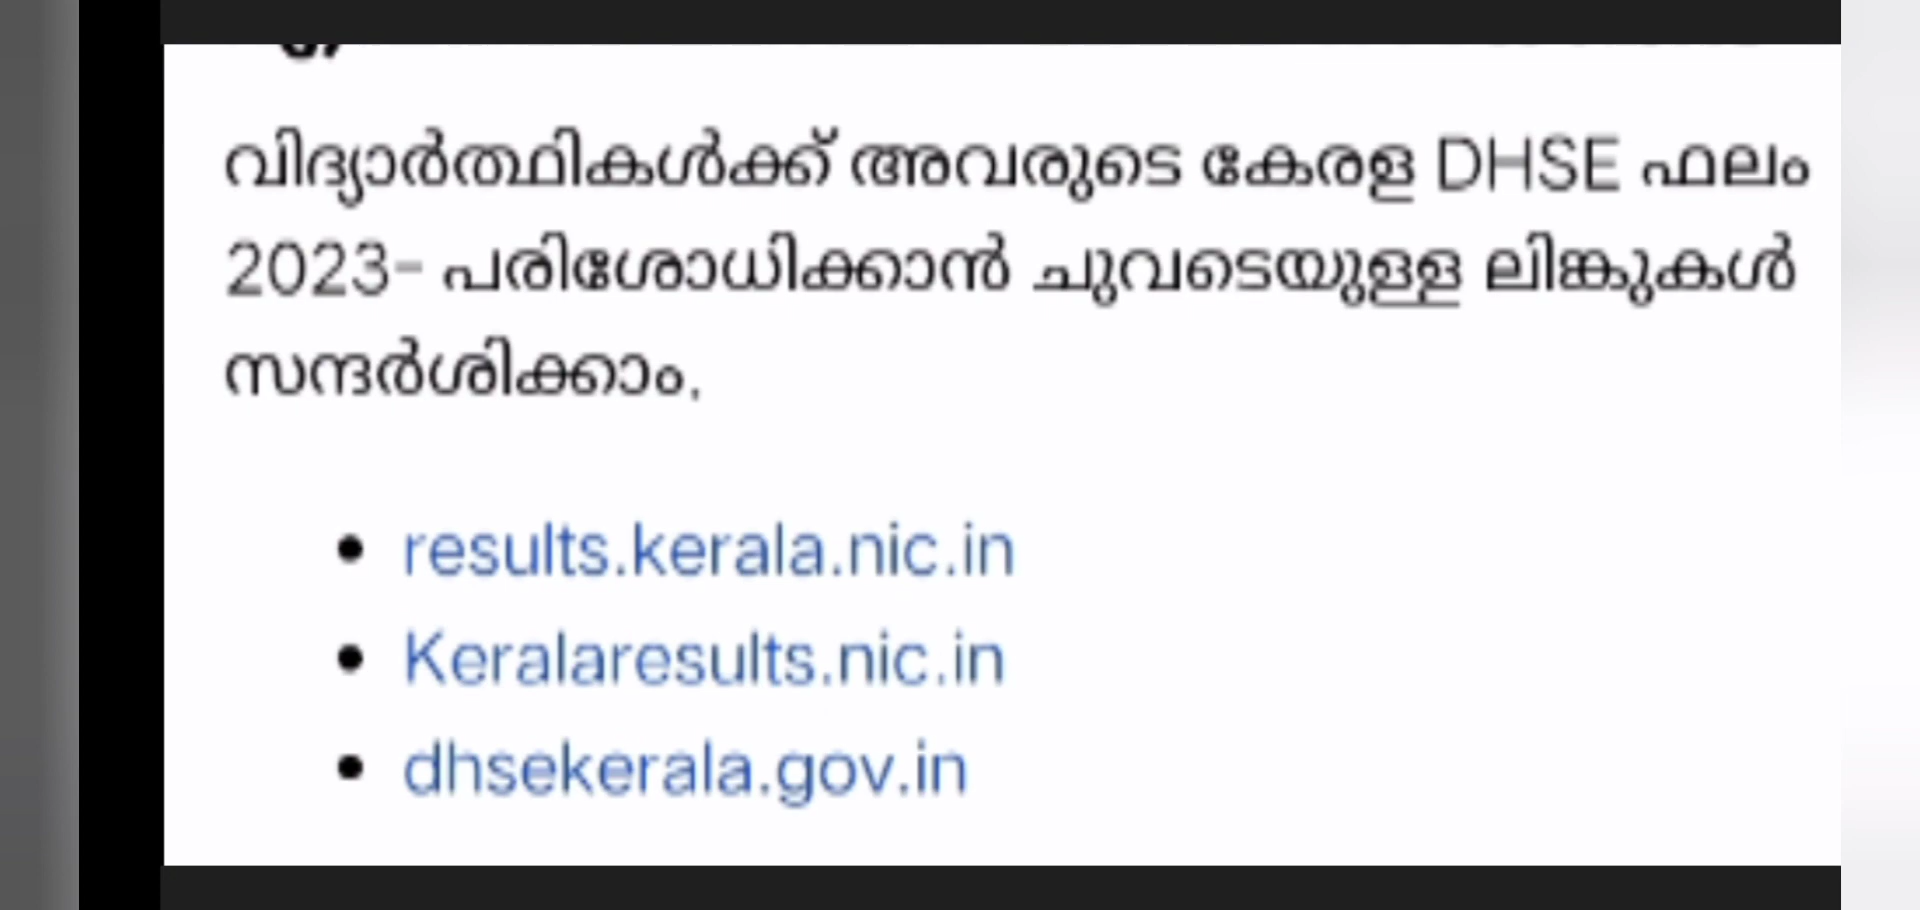 വിദ്യാർത്ഥികൾക്ക് അവരുടെ കേരള DHSE ഫലം
2023- പരിശോധിക്കാൻ ചുവടെയുള്ള ലിങ്കുകൾ
സന്ദർശിക്കാം.
• results.kerala.nic.in
• Keralaresults.nic.in
• dhsekerala.gov.in